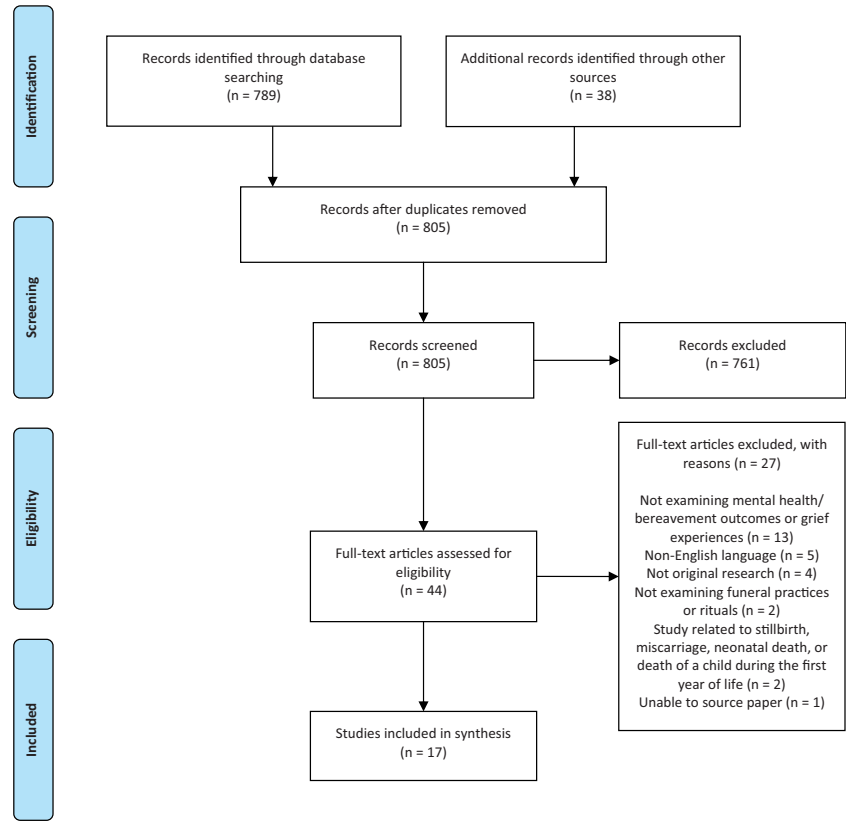 Identification
Records identified through database
searching
(n = 789)
Additional records identified through other
sources
(n = 38)
Records after duplicates removed
(n = 805)
Screening
Records screened
(n = 805)
Records excluded
(n = 761)
Eligibility
Full-text articles assessed for
eligibility
(n = 44)
Full-text articles excluded, with
reasons (n = 27)
Not examining mental health/
bereavement outcomes or grief
experiences (n = 13)
Non-English language (n = 5)
Not original research (n = 4)
Not examining funeral practices
or rituals (n = 2)
Study related to stillbirth,
miscarriage, neonatal death, or
death of a child during the first
year of life (n = 2)
Unable to source paper (n = 1)
Included
Studies included in synthesis
(n = 17)